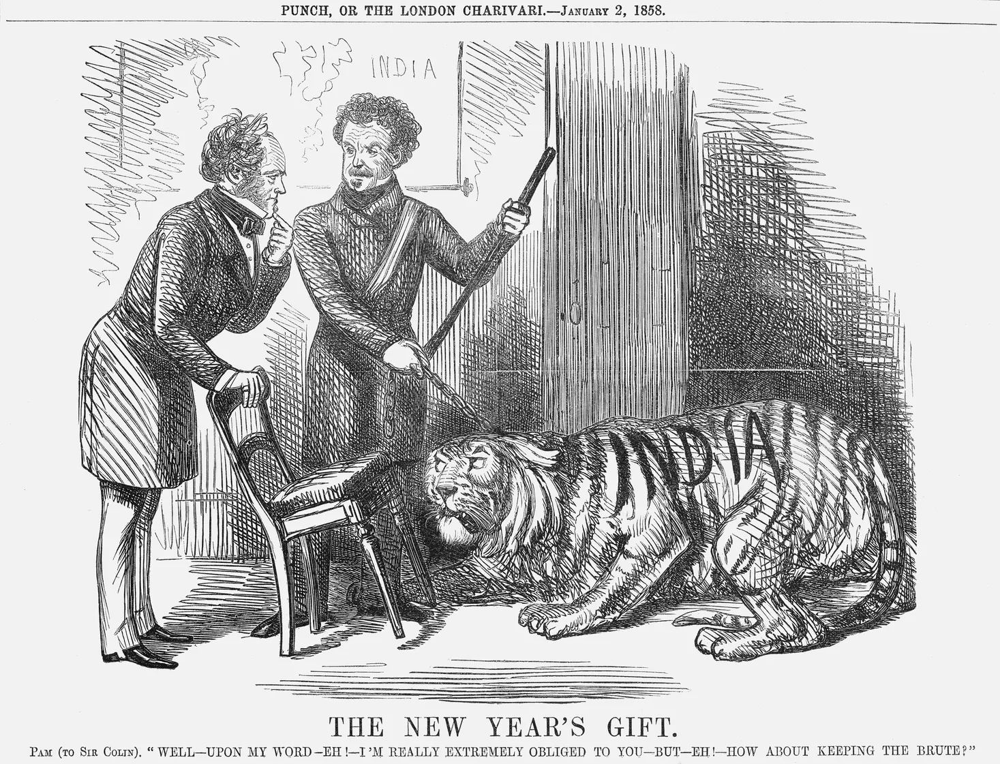 PUNCH, OR THE LONDON CHARIVARI.—January 2, 1858.
INDIA
INDIA
THE NEW YEAR'S GIFT.
Pam (to Sir Colin). "WELL—UPON MY WORD—EH!—I'M REALLY EXTREMELY OBLIGED TO YOU—BUT—EH!—HOW ABOUT KEEPING THE BRUTE?"